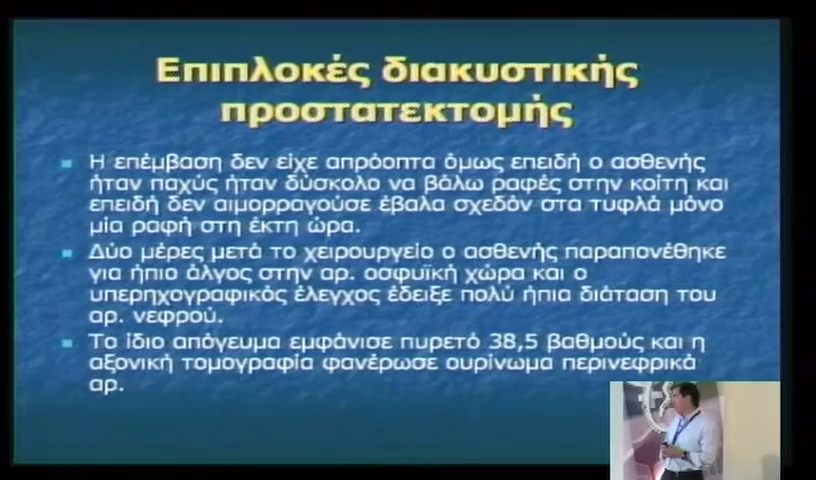 Επιπλοκές διακυστικής
προστατεκτομής
Η επέμβαση δεν είχε απρόοπτα όμως επειδή ο ασθενής
ήταν παχύς ήταν δύσκολο να βάλω ραφές στην κοίτη και
επειδή δεν αιμορραγούσε έβαλα σχεδόν στα τυφλά μόνο
μία ραφή στη έκτη ώρα.
Δύο μέρες μετά το χειρουργείο ο ασθενής παραπονέθηκε
για ήπιο άλγος στην αρ. οσφυϊκή χώρα και ο
υπερηχογραφικός έλεγχος έδειξε πολύ ήπια διάταση του
αρ. νεφρού.
Το ίδιο απόγευμα εμφάνισε πυρετό 38,5 βαθμούς και η
αξονική τομογραφία φανέρωσε ουρίνωμα περινεφρικά
αρ.